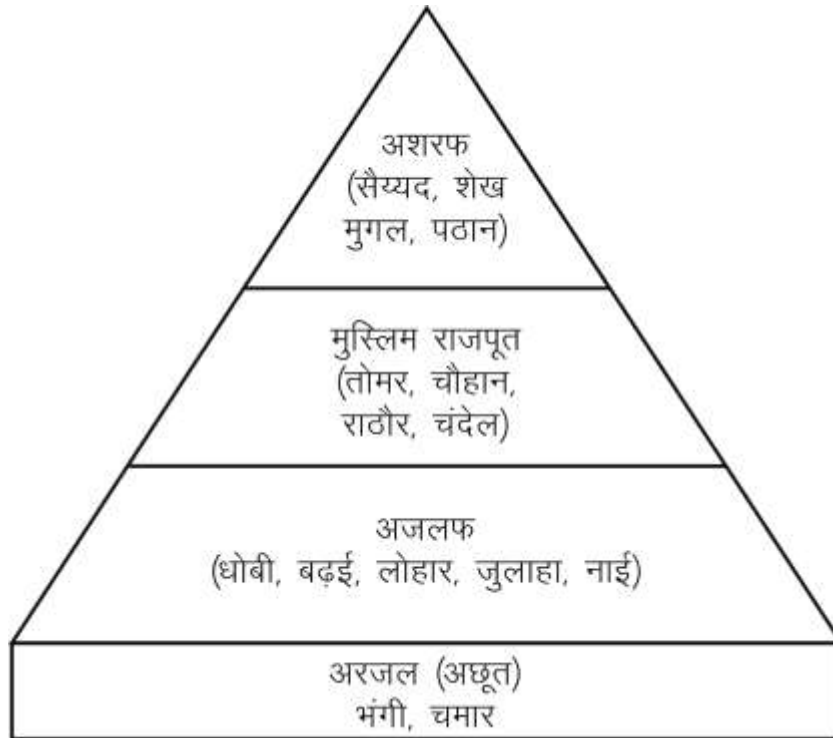 अशरफ
(सैय्यद, शेख
मुगल, पठान)
मुस्लिम राजपूत
(तोमर, चौहान,
राठौर, चंदेल)
अजलफ
(धोबी, बढ़ई, लोहार, जुलाहा, नाई)
अरजल (अछूत)
भंगी, चमार